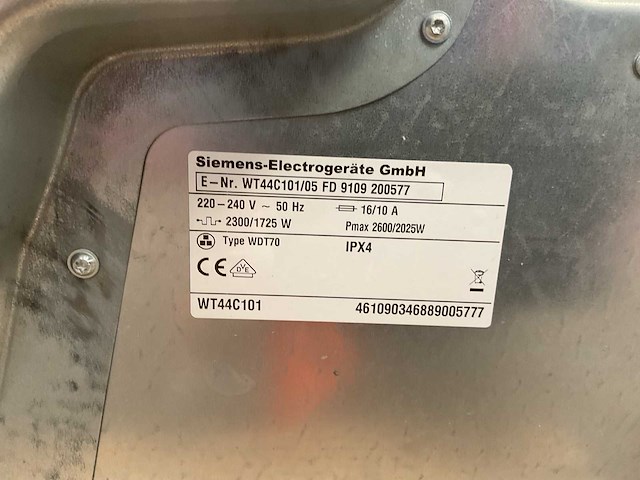 Siemens-Electrogeräte GmbH
E-Nr. WT44C101/05 FD 9109 200577
220-240 V ~ 50 Hz 16/10 A
2300/1725 W Pmax 2600/2025W
Type WDT70 IPX4
CE VDE
WT44C101 461090346889005777